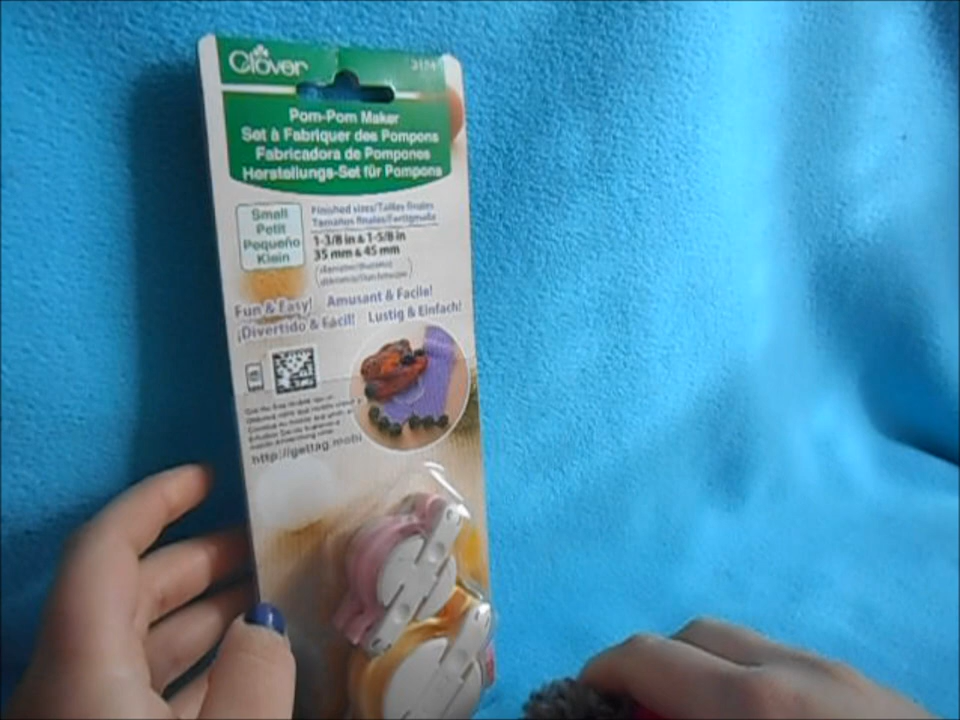 Clover
Pom-Pom Maker
Set à Fabriquer des Pompons
Fabricadora de Pompones
Herstellungs-Set für Pompons
Small
Petit
Pequeño
Klein
Finished sizes/Tailles finales
Tamaños finales/Fertigmaße
1-3/8 in & 1-5/8 in
35 mm & 45 mm
Fun & Easy! Amusant & Facile!
¡Divertido & Fácil! Lustig & Einfach!
http://gettag.mobi